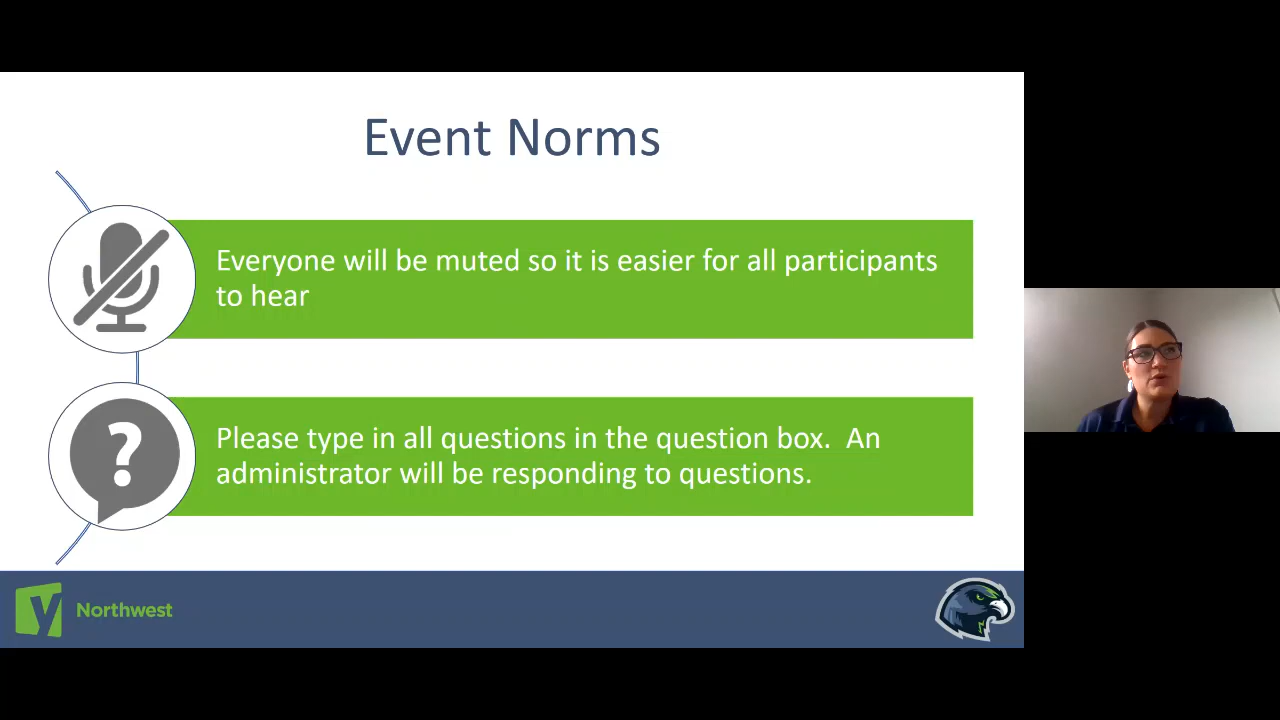 Event Norms
Everyone will be muted so it is easier for all participants
to hear
?
Please type in all questions in the question box.  An
administrator will be responding to questions.
Y Northwest